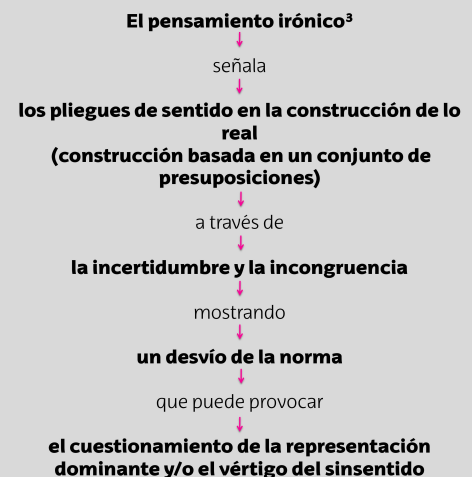 El pensamiento irónico³
señala
los pliegues de sentido en la construcción de lo
real
(construcción basada en un conjunto de
presuposiciones)
a través de
la incertidumbre y la incongruencia
mostrando
un desvío de la norma
que puede provocar
el cuestionamiento de la representación
dominante y/o el vértigo del sinsentido